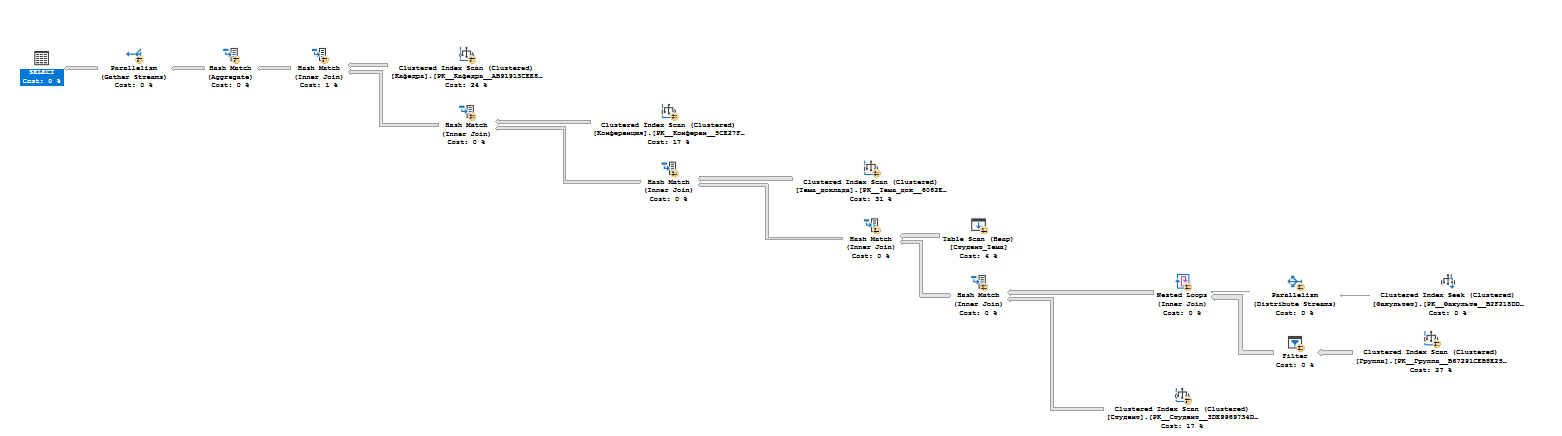 SELECT
Cost: 0 %
Parallelism
(Gather Streams)
Cost: 0 %
Hash Match
(Aggregate)
Cost: 0 %
Hash Match
(Inner Join)
Cost: 1 %
Clustered Index Scan (Clustered)
[Кафедра].[PK__Кафедра__AB91913CEE8…
Cost: 24 %
Hash Match
(Inner Join)
Cost: 0 %
Clustered Index Scan (Clustered)
[Конференция].[PK__Конферен__5CE27F…
Cost: 17 %
Hash Match
(Inner Join)
Cost: 0 %
Clustered Index Scan (Clustered)
[Тема_доклада].[PK__Тема_док__6062E…
Cost: 31 %
Hash Match
(Inner Join)
Cost: 0 %
Table Scan (Heap)
[Студент_Тема]
Cost: 4 %
Hash Match
(Inner Join)
Cost: 0 %
Nested Loops
(Inner Join)
Cost: 0 %
Parallelism
(Distribute Streams)
Cost: 0 %
Clustered Index Seek (Clustered)
[Факультет].[PK__Факульте__B2F218DD…
Cost: 0 %
Filter
Cost: 0 %
Clustered Index Scan (Clustered)
[Группа].[PK__Группа__B67291CEB8E25…
Cost: 27 %
Clustered Index Scan (Clustered)
[Студент].[PK__Студент__3DE9969734D…
Cost: 17 %